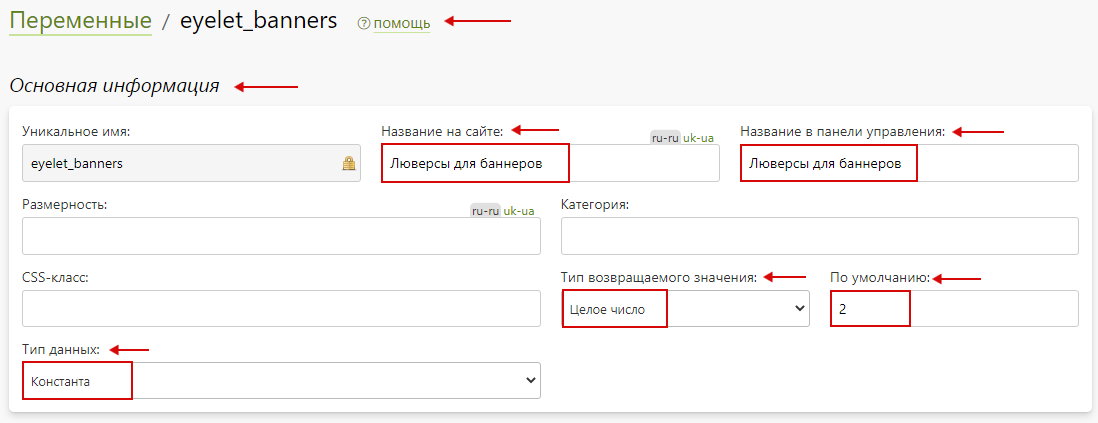 Переменные / eyelet_banners ? помощь
Основная информация
Уникальное имя:
Название на сайте:
ru-ru uk-ua
Название в панели управления:
eyelet_banners
Люверсы для баннеров
Люверсы для баннеров
Размерность:
ru-ru uk-ua
Категория:
CSS-класс:
Тип возвращаемого значения:
По умолчанию:
Целое число
2
Тип данных:
Константа